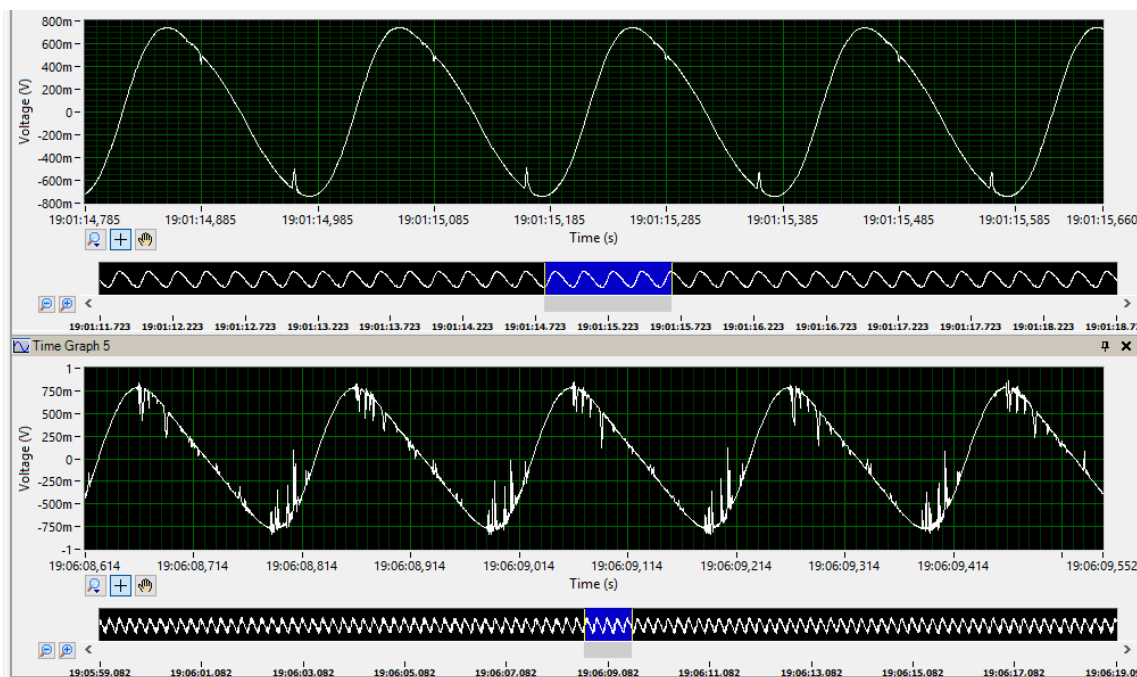 800m
600m
400m
200m
0
-200m
-400m
-600m
-800m
Voltage (V)
19:01:14,785 19:01:14,885 19:01:14,985 19:01:15,085 19:01:15,185 19:01:15,285 19:01:15,385 19:01:15,485 19:01:15,585 19:01:15,660
Time (s)
19:01:11.723 19:01:12.223 19:01:12.723 19:01:13.223 19:01:13.723 19:01:14.223 19:01:14.723 19:01:15.223 19:01:15.723 19:01:16.223 19:01:16.723 19:01:17.223 19:01:17.723 19:01:18.223 19:01:18.7
Time Graph 5
1
750m
500m
250m
0
-250m
-500m
-750m
-1
Voltage (V)
19:06:08,614 19:06:08,714 19:06:08,814 19:06:08,914 19:06:09,014 19:06:09,114 19:06:09,214 19:06:09,314 19:06:09,414 19:06:09,552
Time (s)
19:05:59.082 19:06:01.082 19:06:03.082 19:06:05.082 19:06:07.082 19:06:09.082 19:06:11.082 19:06:13.082 19:06:15.082 19:06:17.082 19:06:19.0